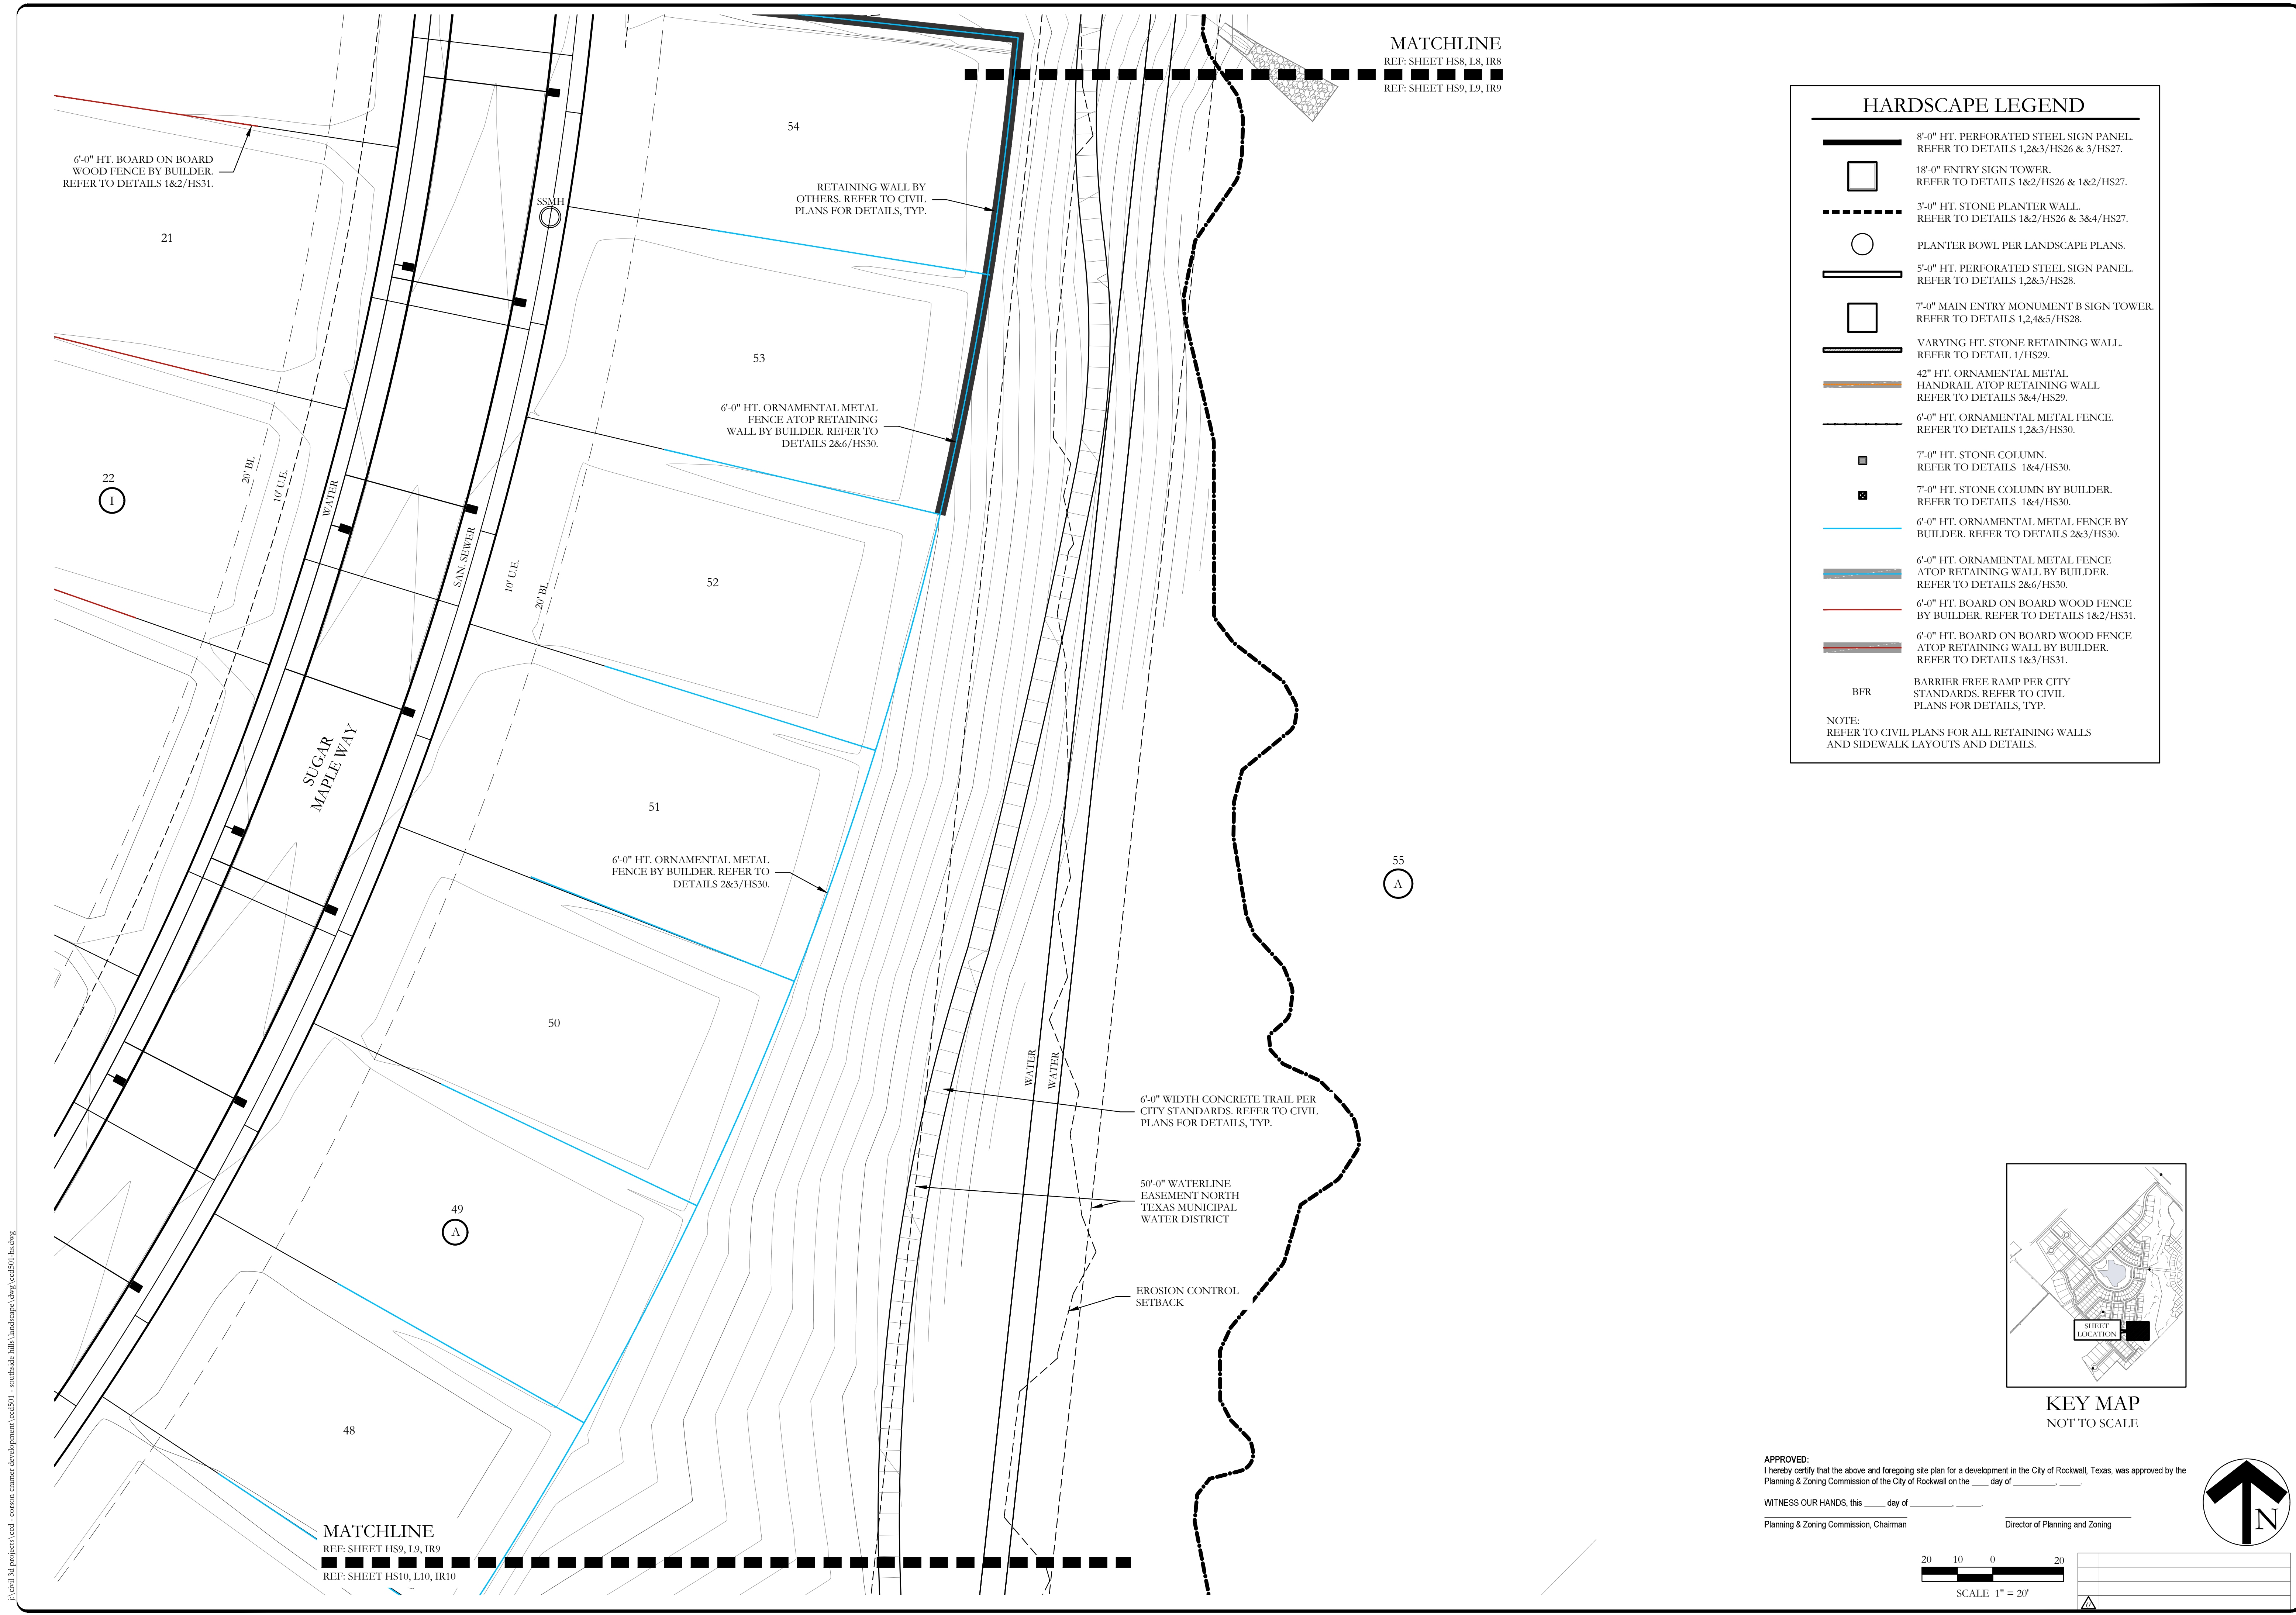 MATCHLINE
REF: SHEET HS8, L8, IR8
REF: SHEET HS9, L9, IR9
54
6'-0" HT. BOARD ON BOARD
WOOD FENCE BY BUILDER.
REFER TO DETAILS 1&2/HS31.
SSMH
RETAINING WALL BY
OTHERS. REFER TO CIVIL
PLANS FOR DETAILS, TYP.
21
53
6'-0" HT. ORNAMENTAL METAL
FENCE ATOP RETAINING
WALL BY BUILDER. REFER TO
DETAILS 2&6/HS30.
22
1
20' BL
10' U.E.
WATER
SAN. SEWER
10' U.E.
20' BL
52
SUGAR
MAPLE WAY
51
6'-0" HT. ORNAMENTAL METAL
FENCE BY BUILDER. REFER TO
DETAILS 2&3/HS30.
55
A
50
WATER
WATER
6'-0" WIDTH CONCRETE TRAIL PER
CITY STANDARDS. REFER TO CIVIL
PLANS FOR DETAILS, TYP.
50'-0" WATERLINE
EASEMENT NORTH
TEXAS MUNICIPAL
WATER DISTRICT
49
A
EROSION CONTROL
SETBACK
48
MATCHLINE
REF: SHEET HS9, L9, IR9
REF: SHEET HS10, L10, IR10
j:\civil 3d projects\ccd - corson cramer development\ccd501 - southside hills\landscape\dwg\ccd501-hs.dwg
HARDSCAPE LEGEND
8'-0" HT. PERFORATED STEEL SIGN PANEL.
REFER TO DETAILS 1,2&3/HS26 & 3/HS27.
18'-0" ENTRY SIGN TOWER.
REFER TO DETAILS 1&2/HS26 & 1&2/HS27.
3'-0" HT. STONE PLANTER WALL.
REFER TO DETAILS 1&2/HS26 & 3&4/HS27.
PLANTER BOWL PER LANDSCAPE PLANS.
5'-0" HT. PERFORATED STEEL SIGN PANEL.
REFER TO DETAILS 1,2&3/HS28.
7'-0" MAIN ENTRY MONUMENT B SIGN TOWER.
REFER TO DETAILS 1,2,4&5/HS28.
VARYING HT. STONE RETAINING WALL.
REFER TO DETAIL 1/HS29.
42" HT. ORNAMENTAL METAL
HANDRAIL ATOP RETAINING WALL
REFER TO DETAILS 3&4/HS29.
6'-0" HT. ORNAMENTAL METAL FENCE.
REFER TO DETAILS 1,2&3/HS30.
7'-0" HT. STONE COLUMN.
REFER TO DETAILS 1&4/HS30.
7'-0" HT. STONE COLUMN BY BUILDER.
REFER TO DETAILS 1&4/HS30.
6'-0" HT. ORNAMENTAL METAL FENCE BY
BUILDER. REFER TO DETAILS 2&3/HS30.
6'-0" HT. ORNAMENTAL METAL FENCE
ATOP RETAINING WALL BY BUILDER.
REFER TO DETAILS 2&6/HS30.
6'-0" HT. BOARD ON BOARD WOOD FENCE
BY BUILDER. REFER TO DETAILS 1&2/HS31.
6'-0" HT. BOARD ON BOARD WOOD FENCE
ATOP RETAINING WALL BY BUILDER.
REFER TO DETAILS 1&3/HS31.
BFR
BARRIER FREE RAMP PER CITY
STANDARDS. REFER TO CIVIL
PLANS FOR DETAILS, TYP.
NOTE:
REFER TO CIVIL PLANS FOR ALL RETAINING WALLS
AND SIDEWALK LAYOUTS AND DETAILS.
SHEET
LOCATION
KEY MAP
NOT TO SCALE
APPROVED:
I hereby certify that the above and foregoing site plan for a development in the City of Rockwall, Texas, was approved by the
Planning & Zoning Commission of the City of Rockwall on the ____ day of __________, _____.
WITNESS OUR HANDS, this _____ day of __________, ______.
Planning & Zoning Commission, Chairman
Director of Planning and Zoning
N
20 10 0 20
SCALE 1" = 20'